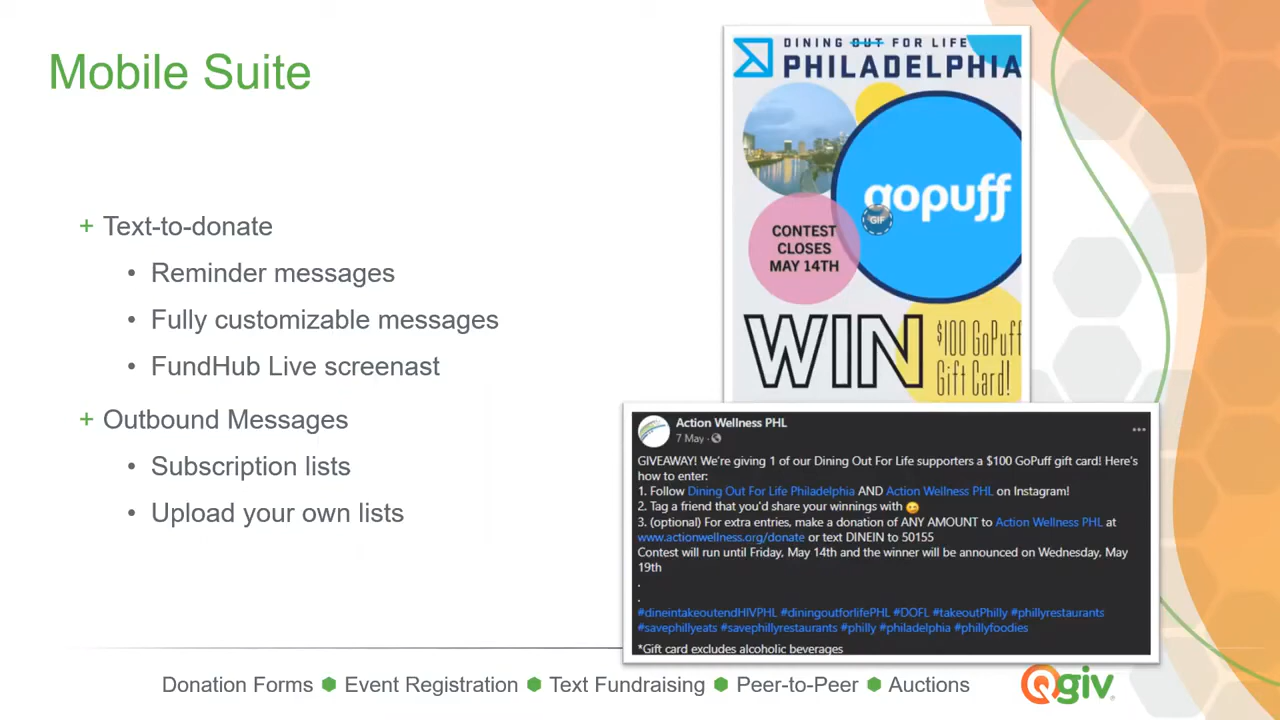 Mobile Suite
+ Text-to-donate
• Reminder messages
• Fully customizable messages
• FundHub Live screenast
+ Outbound Messages
• Subscription lists
• Upload your own lists
DINING OUT FOR LIFE
PHILADELPHIA
gopuff
GIF
CONTEST
CLOSES
MAY 14TH
WIN
$100 GoPuff
Gift Card!
Action Wellness PHL
7 May ·
GIVEAWAY! We're giving 1 of our Dining Out For Life supporters a $100 GoPuff gift card! Here's
how to enter:
1. Follow Dining Out For Life Philadelphia AND Action Wellness PHL on Instagram!
2. Tag a friend that you'd share your winnings with 😉
3. (optional) For extra entries, make a donation of ANY AMOUNT to Action Wellness PHL at
www.actionwellness.org/donate or text DINEIN to 50155
Contest will run until Friday, May 14th and the winner will be announced on Wednesday, May
19th
.
.
#dineintakeoutendHIVPHL #diningoutforlifePHL #DOFL #takeoutPhilly #phillyrestaurants
#savephillyeats #savephillyrestaurants #philly #philadelphia #phillyfoodies
*Gift card excludes alcoholic beverages
Donation Forms ⬢ Event Registration ⬢ Text Fundraising ⬢ Peer-to-Peer ⬢ Auctions
Qgiv